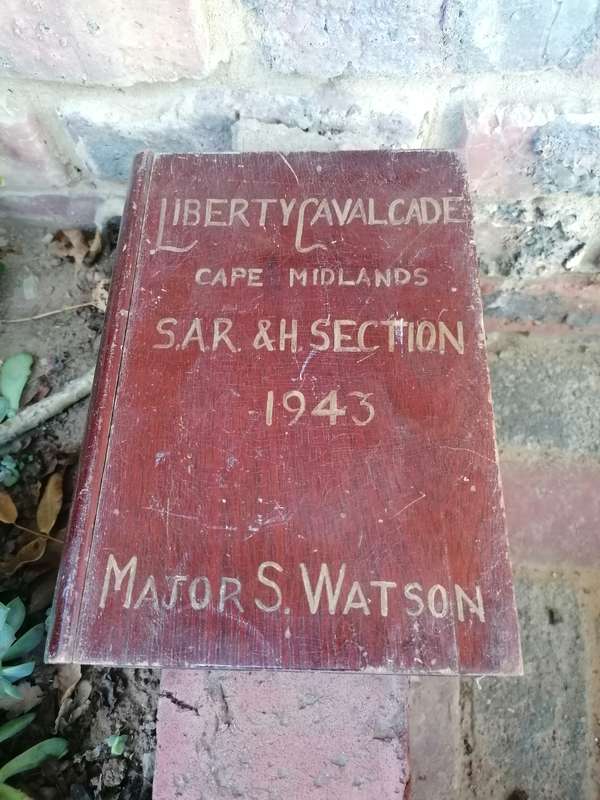 LIBERTY CAVALCADE
CAPE MIDLANDS
S.A.R. & H. SECTION
1943
MAJOR S. WATSON